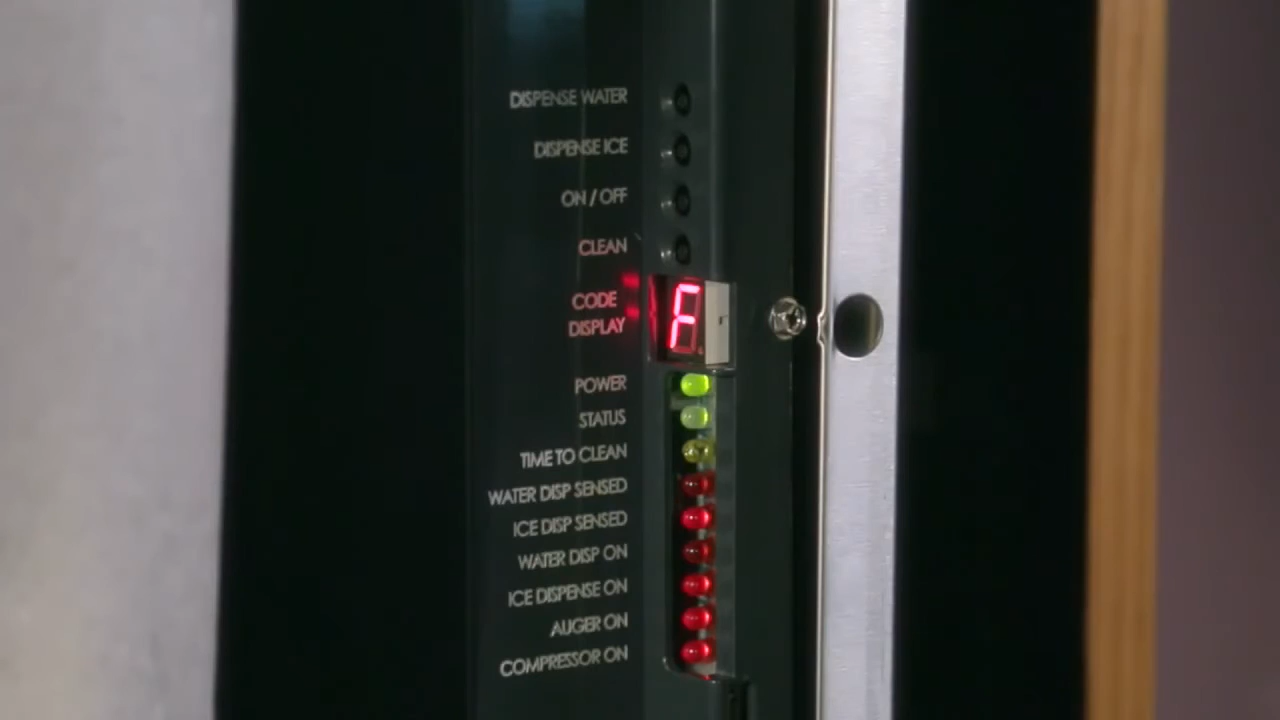 DISPENSE WATER
DISPENSE ICE
ON / OFF
CLEAN
CODE
DISPLAY
F
POWER
STATUS
TIME TO CLEAN
WATER DISP SENSED
ICE DISP SENSED
WATER DISP ON
ICE DISPENSE ON
AUGER ON
COMPRESSOR ON